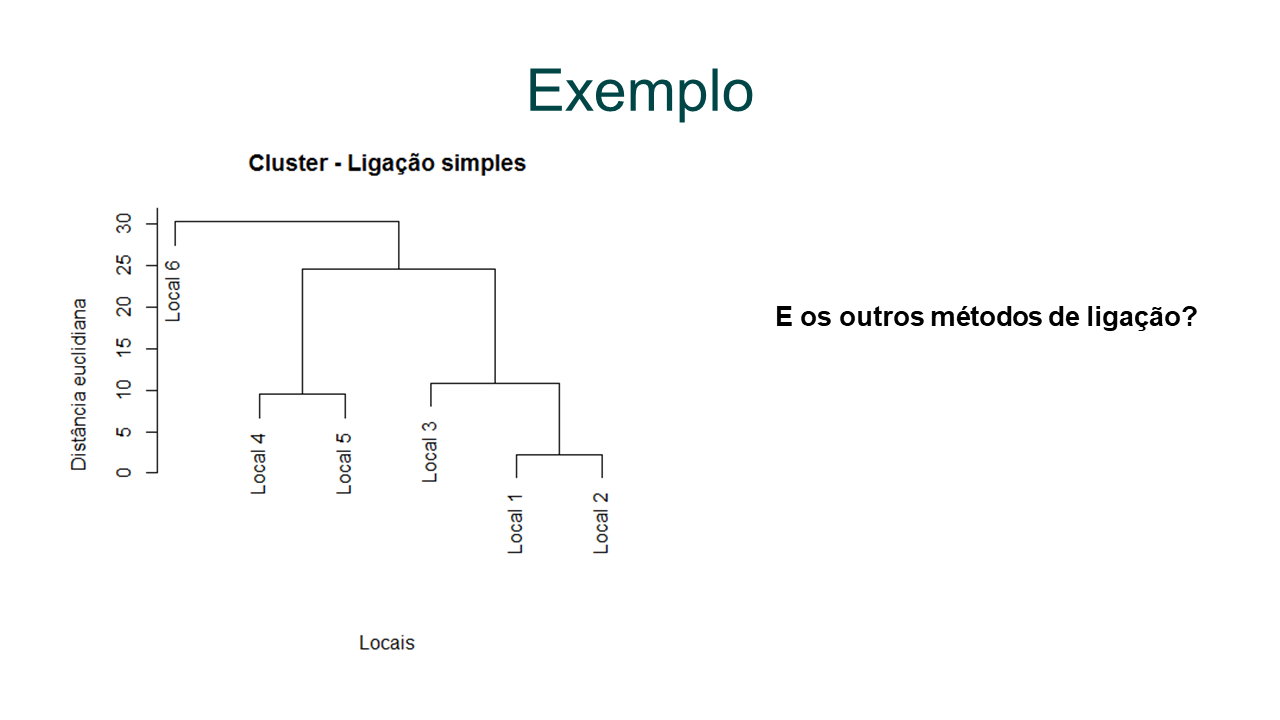 Exemplo
Cluster - Ligação simples
Distância euclidiana
30
25
20
15
10
5
0
Local 6
Local 4
Local 5
Local 3
Local 1
Local 2
Locais
E os outros métodos de ligação?